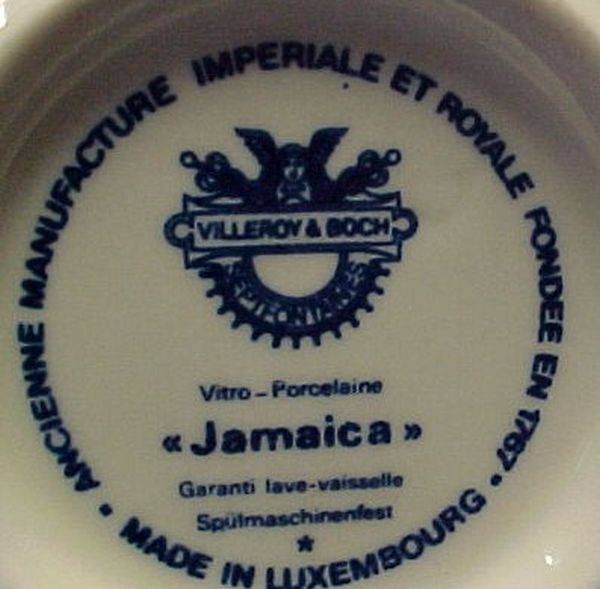 ANCIENNE MANUFACTURE IMPERIALE ET ROYALE FONDEE EN 1767 •
MADE IN LUXEMBOURG •
VILLEROY & BOCH
SEPTFONTAINES
Vitro-Porcelaine
«Jamaica»
Garanti lave-vaisselle
Spülmaschinenfest
*